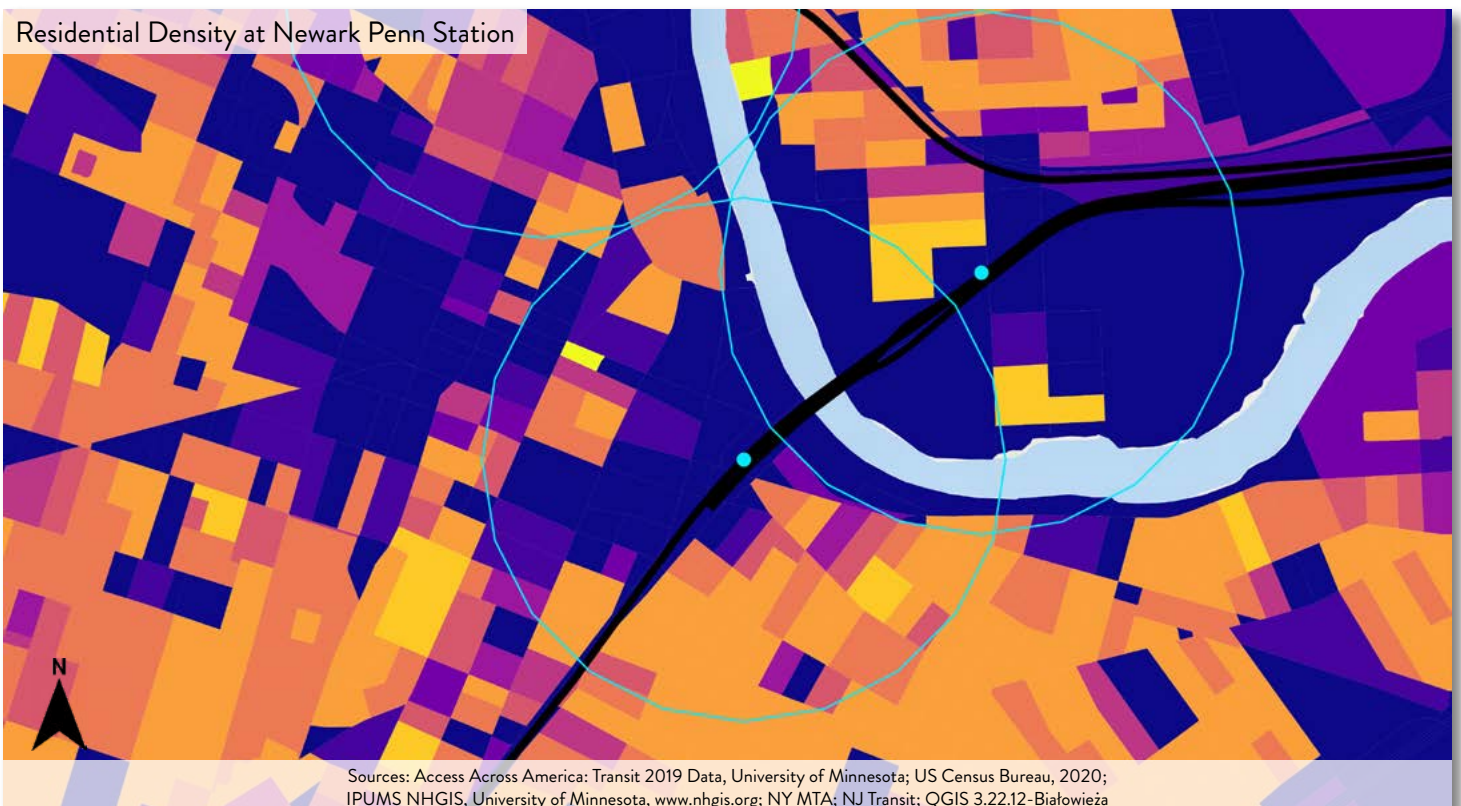 Residential Density at Newark Penn Station
N
Sources: Access Across America: Transit 2019 Data, University of Minnesota; US Census Bureau, 2020;
IPUMS NHGIS, University of Minnesota, www.nhgis.org; NY MTA; NJ Transit; QGIS 3.22.12-Białowieża